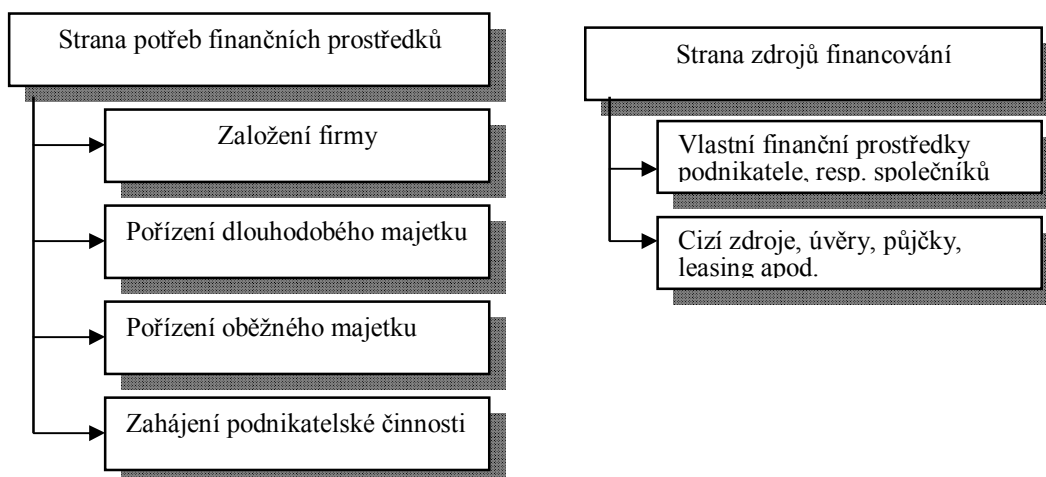 Strana potřeb finančních prostředků
Založení firmy
Pořízení dlouhodobého majetku
Pořízení oběžného majetku
Zahájení podnikatelské činnosti
Strana zdrojů financování
Vlastní finanční prostředky
podnikatele, resp. společníků
Cizí zdroje, úvěry, půjčky,
leasing apod.